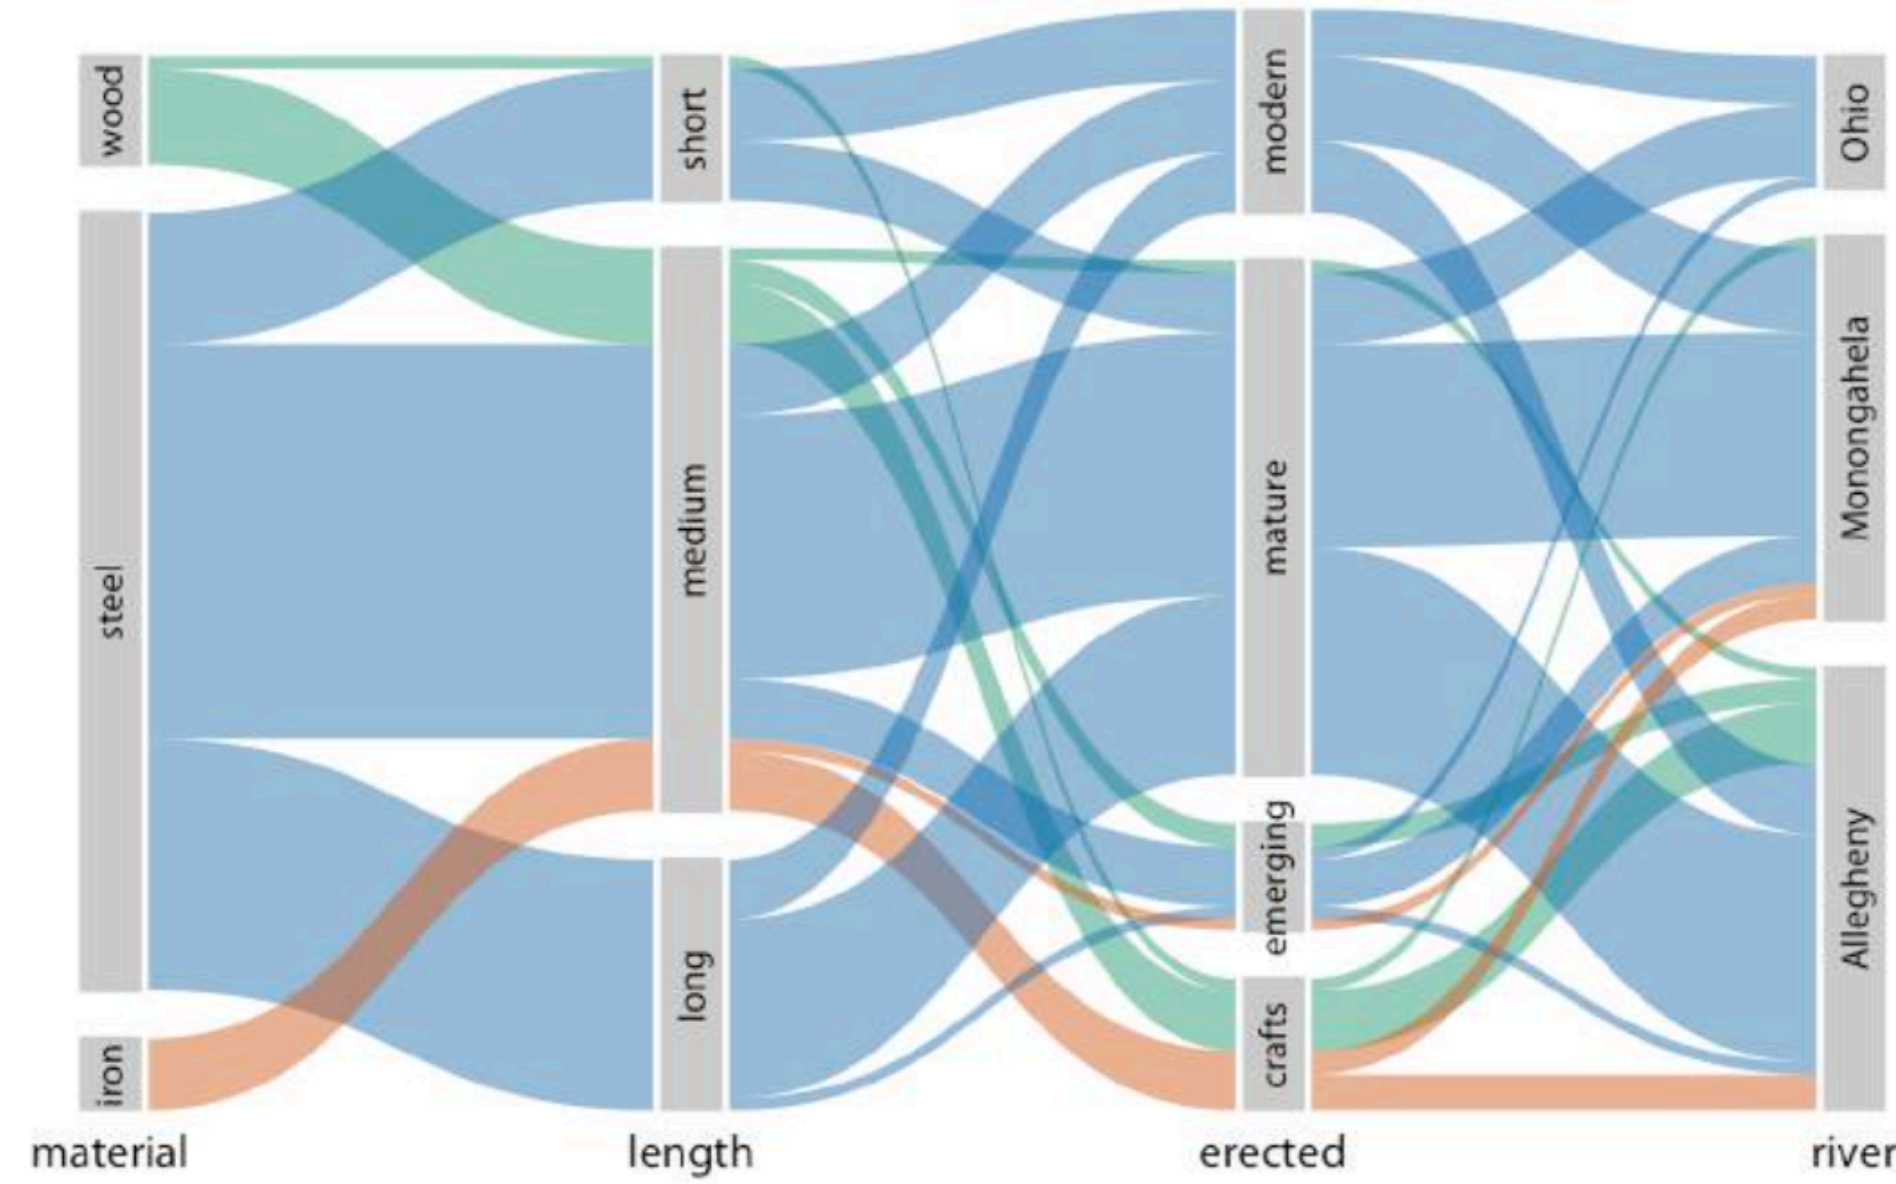 wood
steel
iron
short
medium
long
modern
mature
emerging
crafts
Ohio
Monongahela
Allegheny
material
length
erected
river